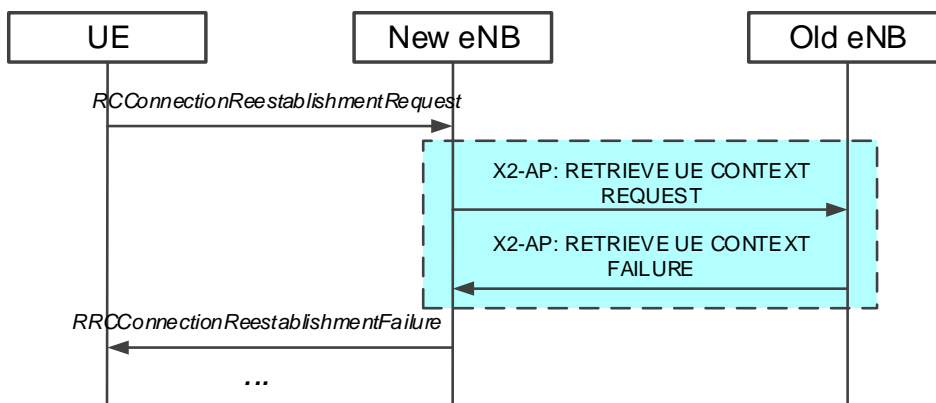 UE
New eNB
Old eNB
RCConnectionReestablishmentRequest
X2-AP: RETRIEVE UE CONTEXT
REQUEST
X2-AP: RETRIEVE UE CONTEXT
FAILURE
RRCConnectionReestablishmentFailure
...